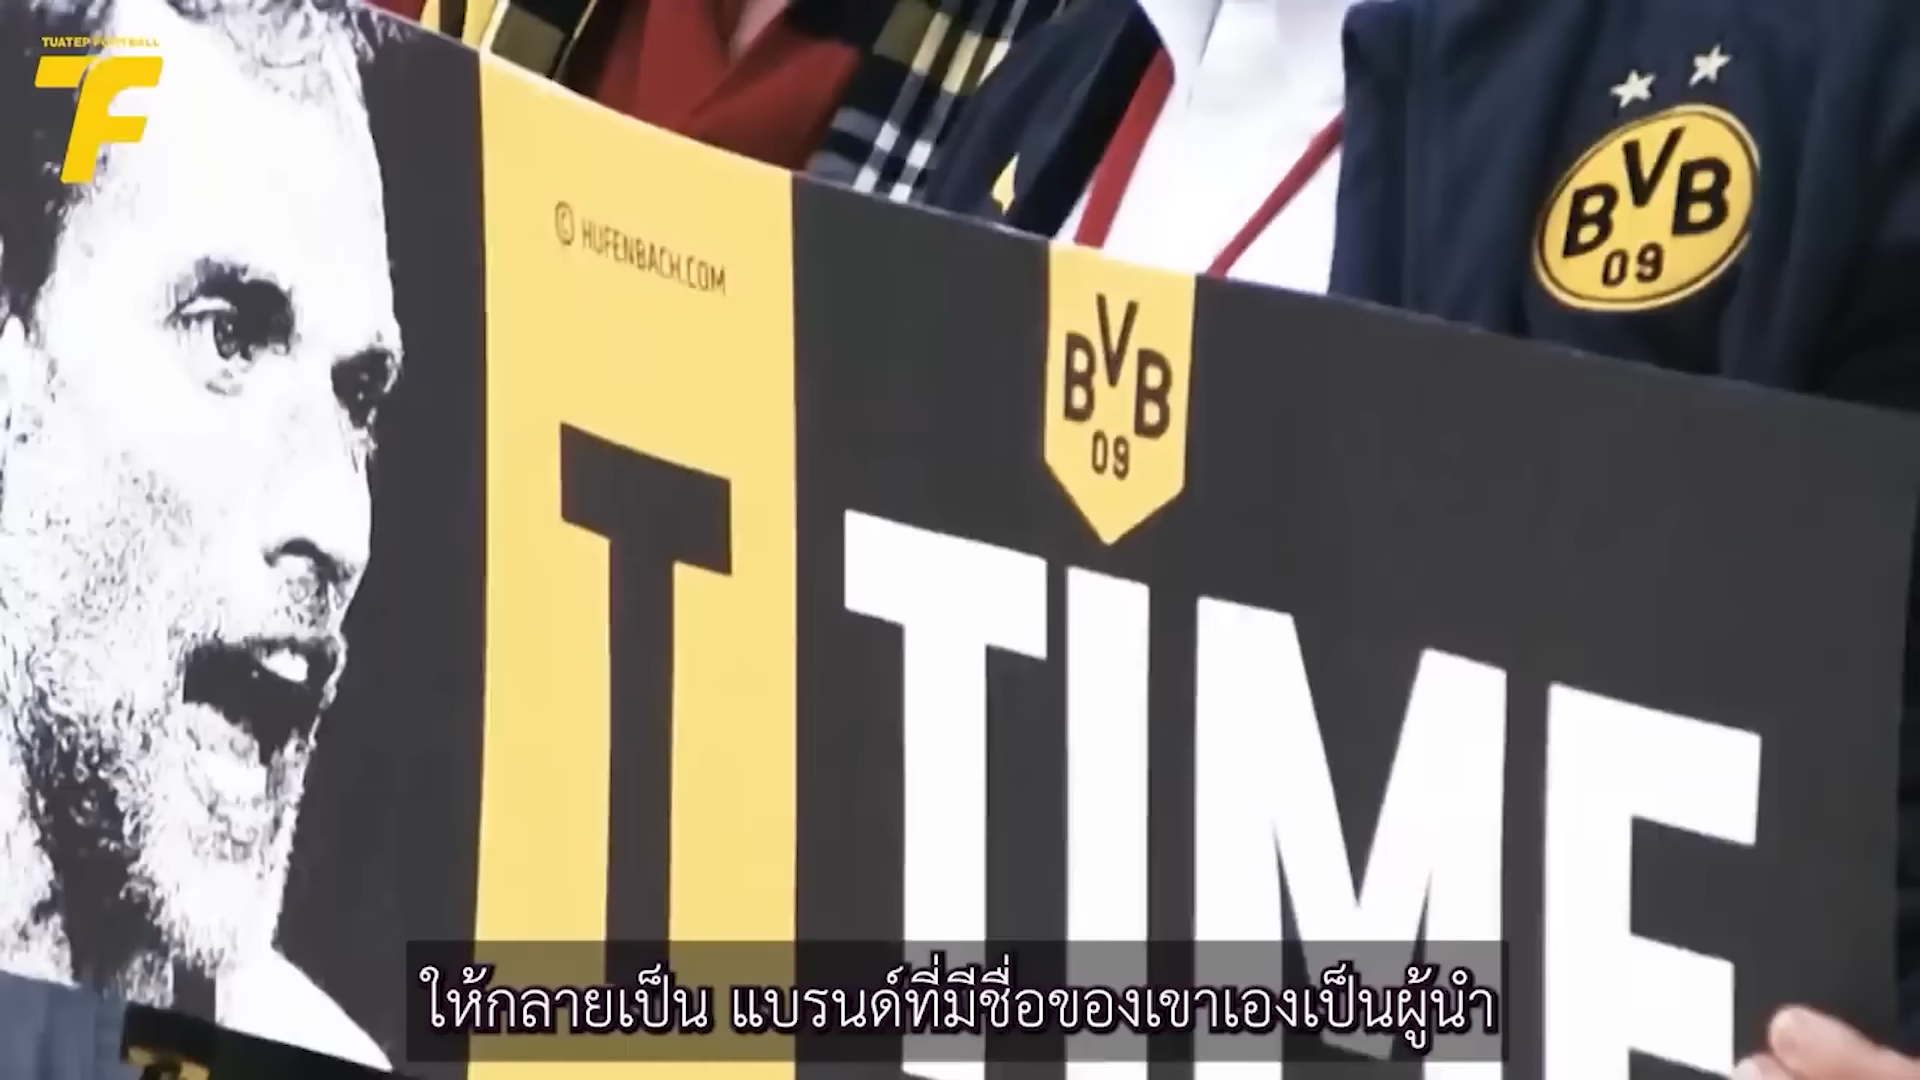 TUATEP FOOTBALL
TF
© HUFENBACH.COM
BVB
09
BVB
09
T
TIME
ให้กลายเป็น แบรนด์ที่มีชื่อของเขาเองเป็นผู้นำ